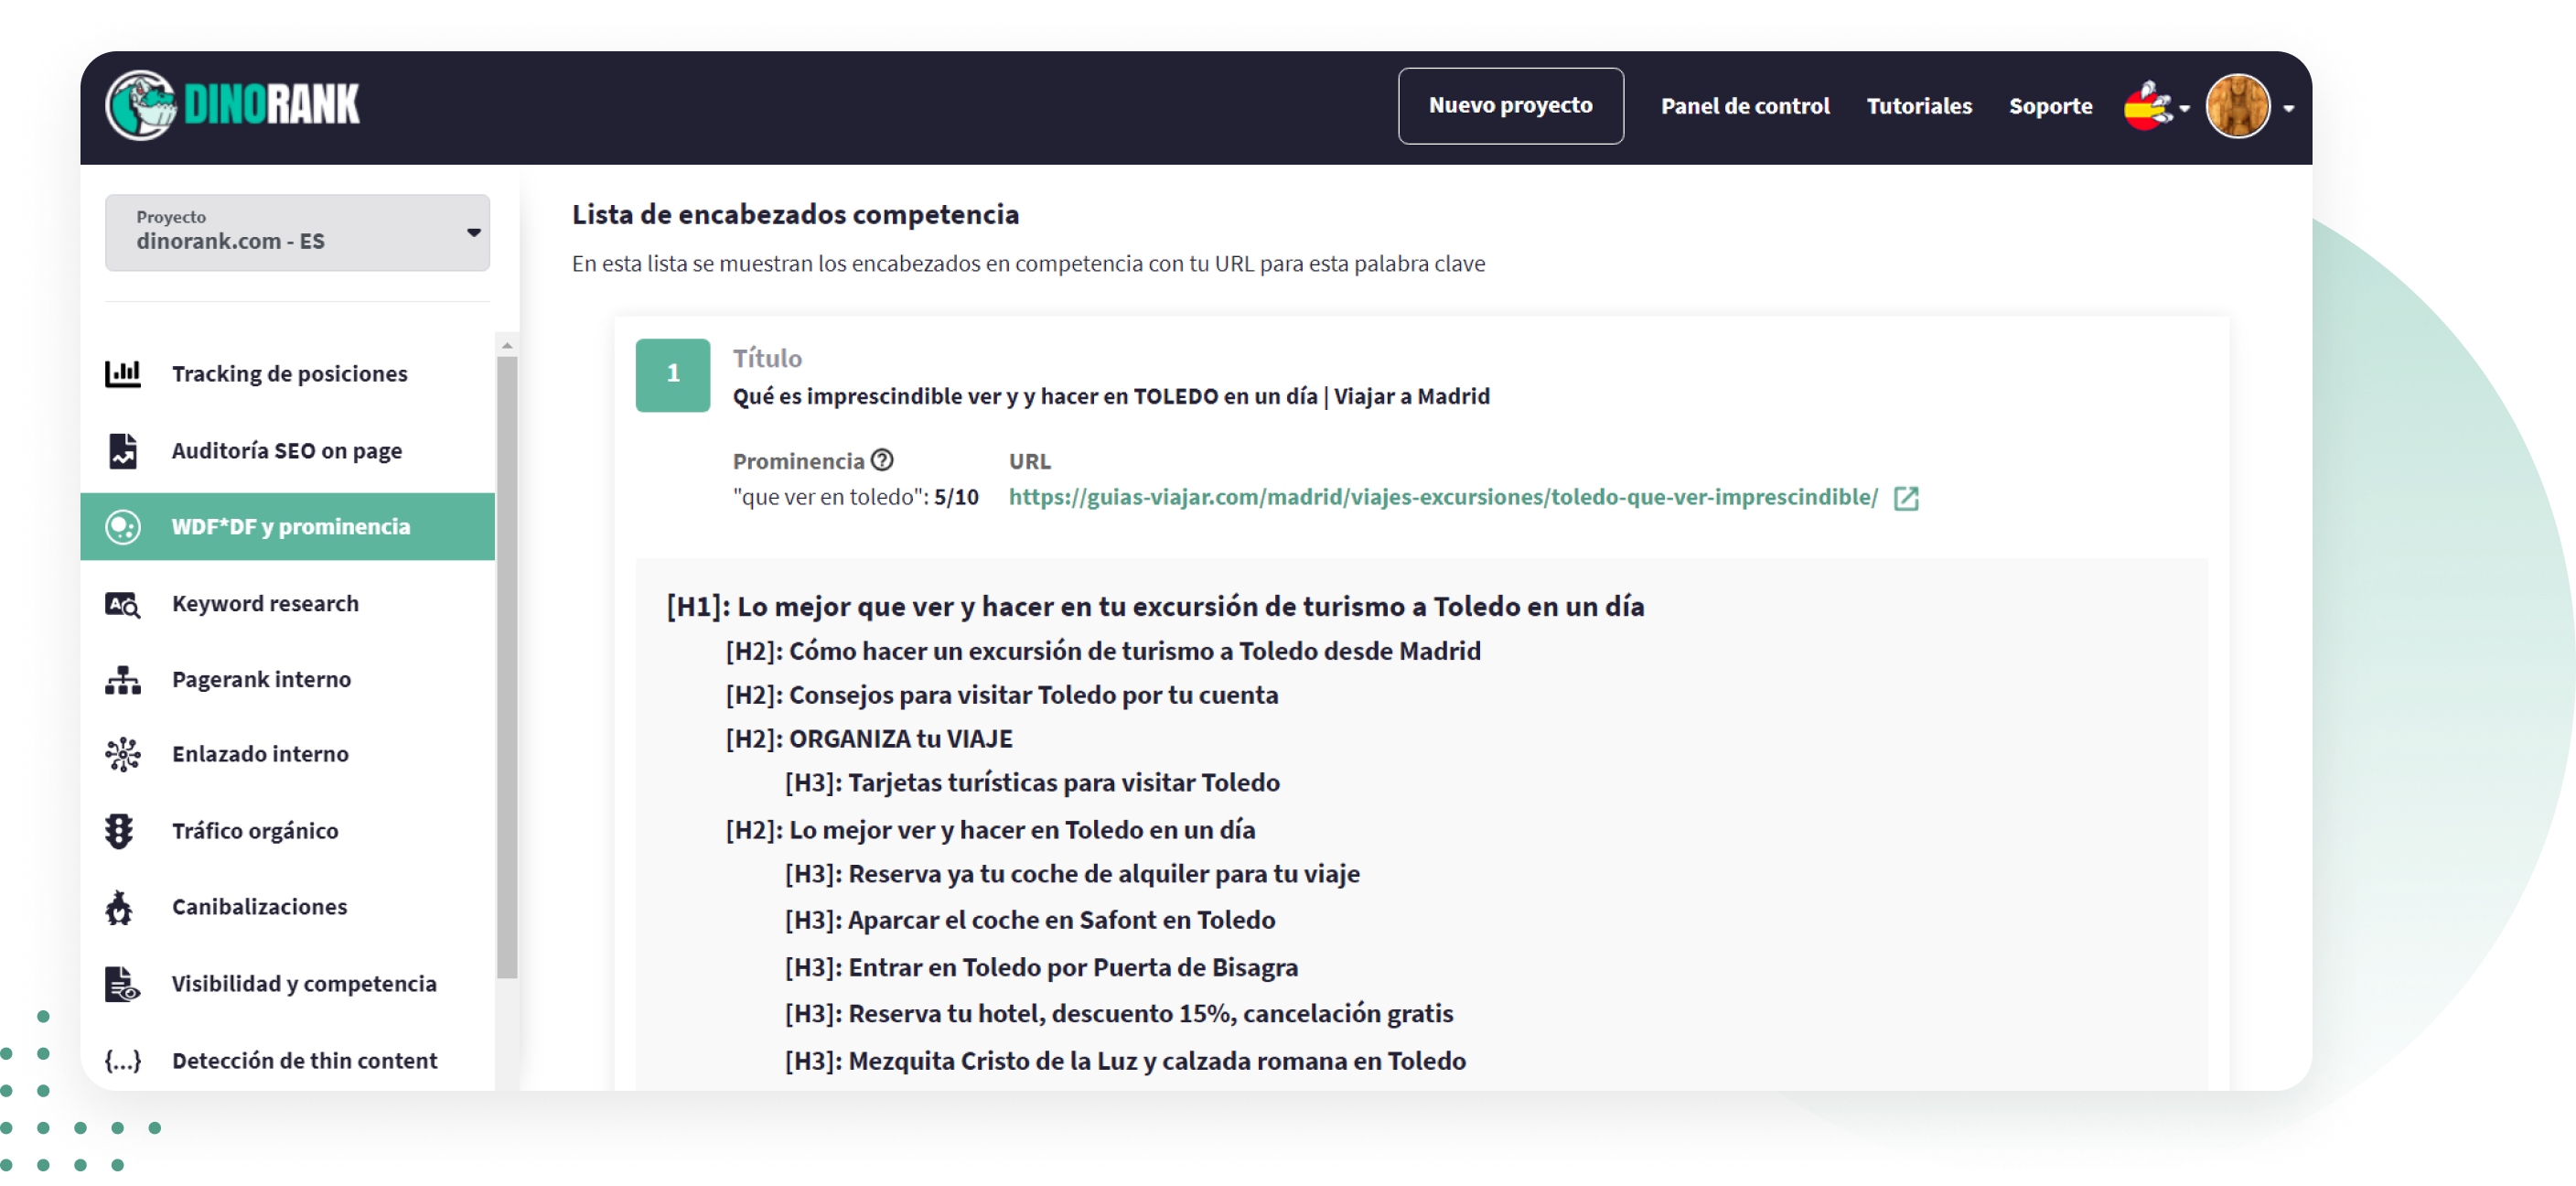 DINORANK
Nuevo proyecto
Panel de control
Tutoriales
Soporte
Proyecto
dinorank.com - ES
Tracking de posiciones
Auditoría SEO on page
WDF*DF y prominencia
Keyword research
Pagerank interno
Enlazado interno
Tráfico orgánico
Canibalizaciones
Visibilidad y competencia
{...} Detección de thin content
Lista de encabezados competencia
En esta lista se muestran los encabezados en competencia con tu URL para esta palabra clave
1
Título
Qué es imprescindible ver y y hacer en TOLEDO en un día | Viajar a Madrid
Prominencia ?
"que ver en toledo": 5/10
URL
https://guias-viajar.com/madrid/viajes-excursiones/toledo-que-ver-imprescindible/
[H1]: Lo mejor que ver y hacer en tu excursión de turismo a Toledo en un día
[H2]: Cómo hacer un excursión de turismo a Toledo desde Madrid
[H2]: Consejos para visitar Toledo por tu cuenta
[H2]: ORGANIZA tu VIAJE
[H3]: Tarjetas turísticas para visitar Toledo
[H2]: Lo mejor ver y hacer en Toledo en un día
[H3]: Reserva ya tu coche de alquiler para tu viaje
[H3]: Aparcar el coche en Safont en Toledo
[H3]: Entrar en Toledo por Puerta de Bisagra
[H3]: Reserva tu hotel, descuento 15%, cancelación gratis
[H3]: Mezquita Cristo de la Luz y calzada romana en Toledo